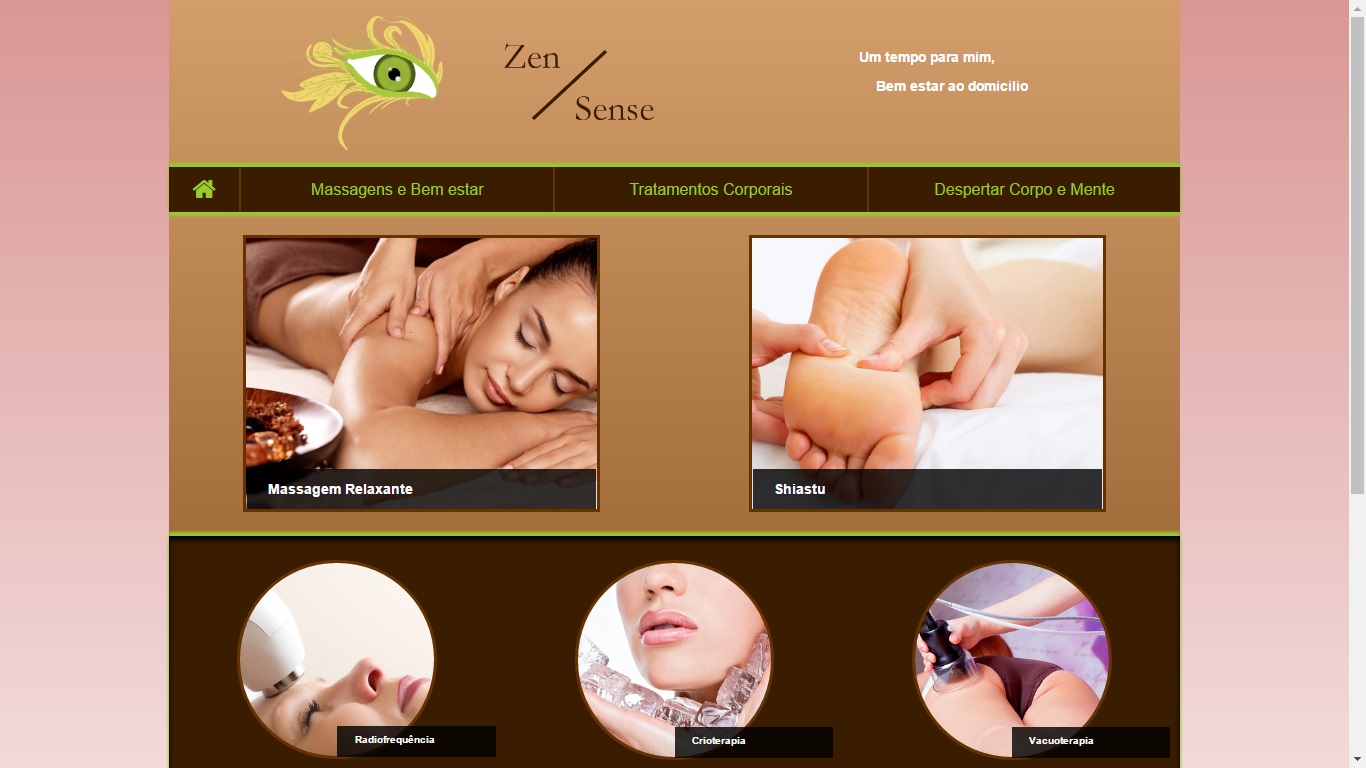 Zen
Sense
Um tempo para mim,
Bem estar ao domicilio
Massagens e Bem estar
Tratamentos Corporais
Despertar Corpo e Mente
Massagem Relaxante
Shiastu
Radiofrequência
Crioterapia
Vacuoterapia